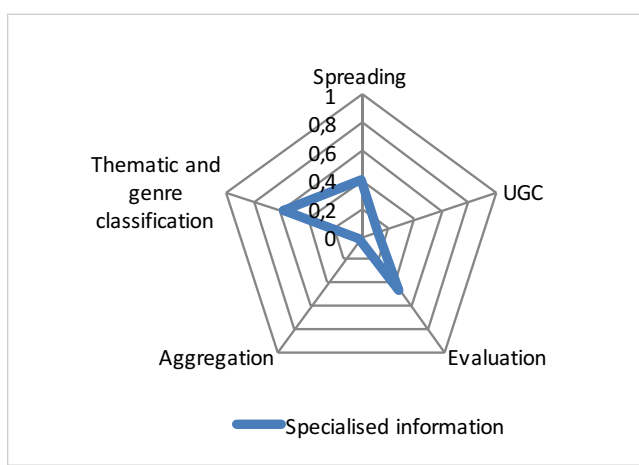 Spreading
1
0,8
0,6
0,4
0,2
0
Thematic and
genre
classification
UGC
Aggregation
Evaluation
Specialised information